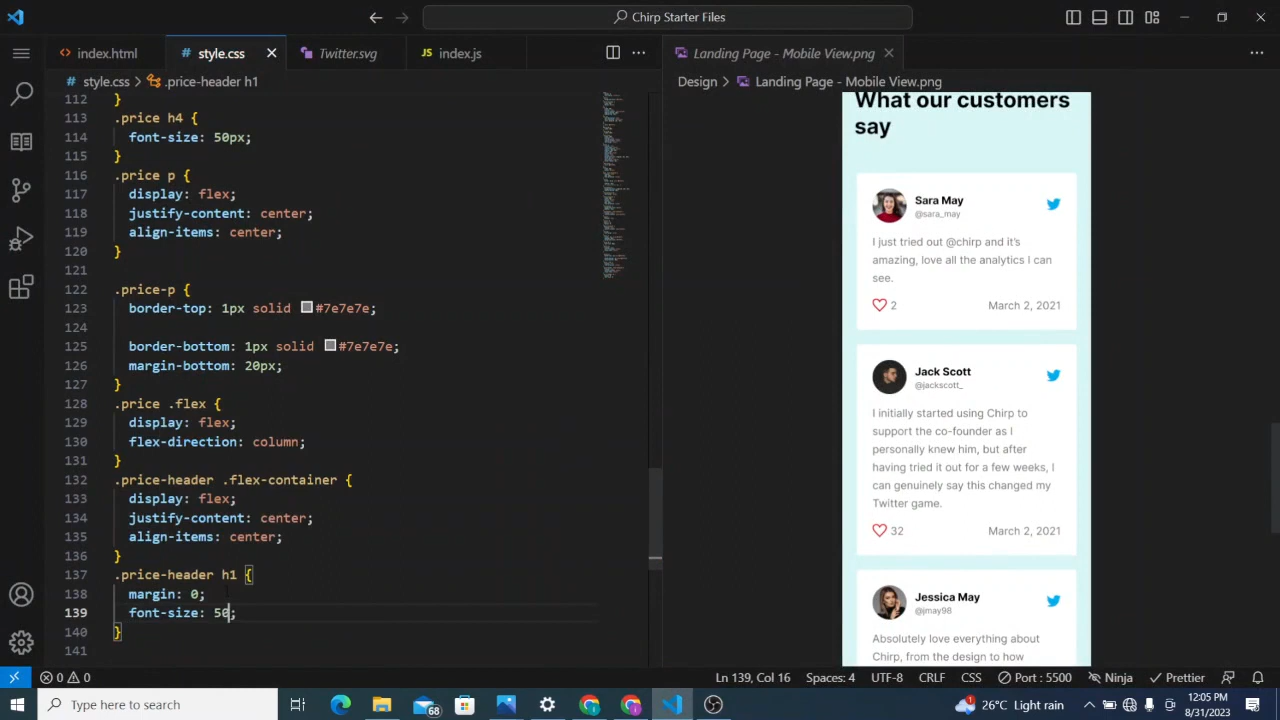 Chirp Starter Files
index.html
style.css
Twitter.svg
JS index.js
Landing Page - Mobile View.png
# style.css > .price-header h1
Design > Landing Page - Mobile View.png
112 }
113 .price h4 {
114 font-size: 50px;
115 }
116 .price p {
117 display: flex;
118 justify-content: center;
119 align-items: center;
120 }
121
122 .price-p {
123 border-top: 1px solid #7e7e7e;
124
125 border-bottom: 1px solid #7e7e7e;
126 margin-bottom: 20px;
127 }
128 .price .flex {
129 display: flex;
130 flex-direction: column;
131 }
132 .price-header .flex-container {
133 display: flex;
134 justify-content: center;
135 align-items: center;
136 }
137 .price-header h1 {
138 margin: 0;
139 font-size: 50;
140 }
141
What our customers
say
Sara May
@sara_may
I just tried out @chirp and it's
amazing, love all the analytics I can
see.
2 March 2, 2021
Jack Scott
@jackscott_
I initially started using Chirp to
support the co-founder as I
personally knew him, but after
having tried it out for a few weeks, I
can genuinely say this changed my
Twitter game.
32 March 2, 2021
Jessica May
@jmay98
Absolutely love everything about
Chirp, from the design to how
0 0 Ln 139, Col 16 Spaces: 4 UTF-8 CRLF CSS Port : 5500 Ninja Prettier
Type here to search 68 1 26°C Light rain 12:05 PM
8/31/2023